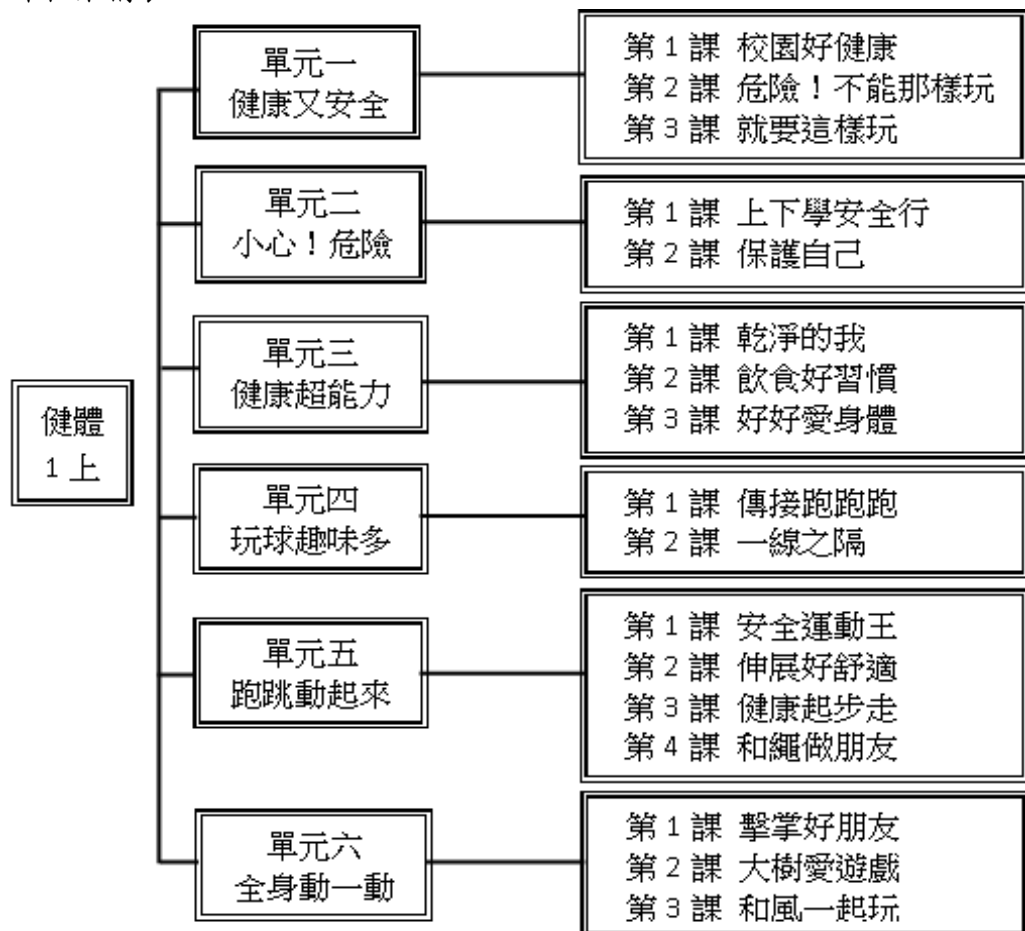 健體
1 上
單元一
健康又安全
第 1 課 校園好健康
第 2 課 危險！不能那樣玩
第 3 課 就要這樣玩
單元二
小心！危險
第 1 課 上下學安全行
第 2 課 保護自己
單元三
健康超能力
第 1 課 乾淨的我
第 2 課 飲食好習慣
第 3 課 好好愛身體
單元四
玩球趣味多
第 1 課 傳接跑跑跑
第 2 課 一線之隔
單元五
跑跳動起來
第 1 課 安全運動王
第 2 課 伸展好舒適
第 3 課 健康起步走
第 4 課 和繩做朋友
單元六
全身動一動
第 1 課 擊掌好朋友
第 2 課 大樹愛遊戲
第 3 課 和風一起玩